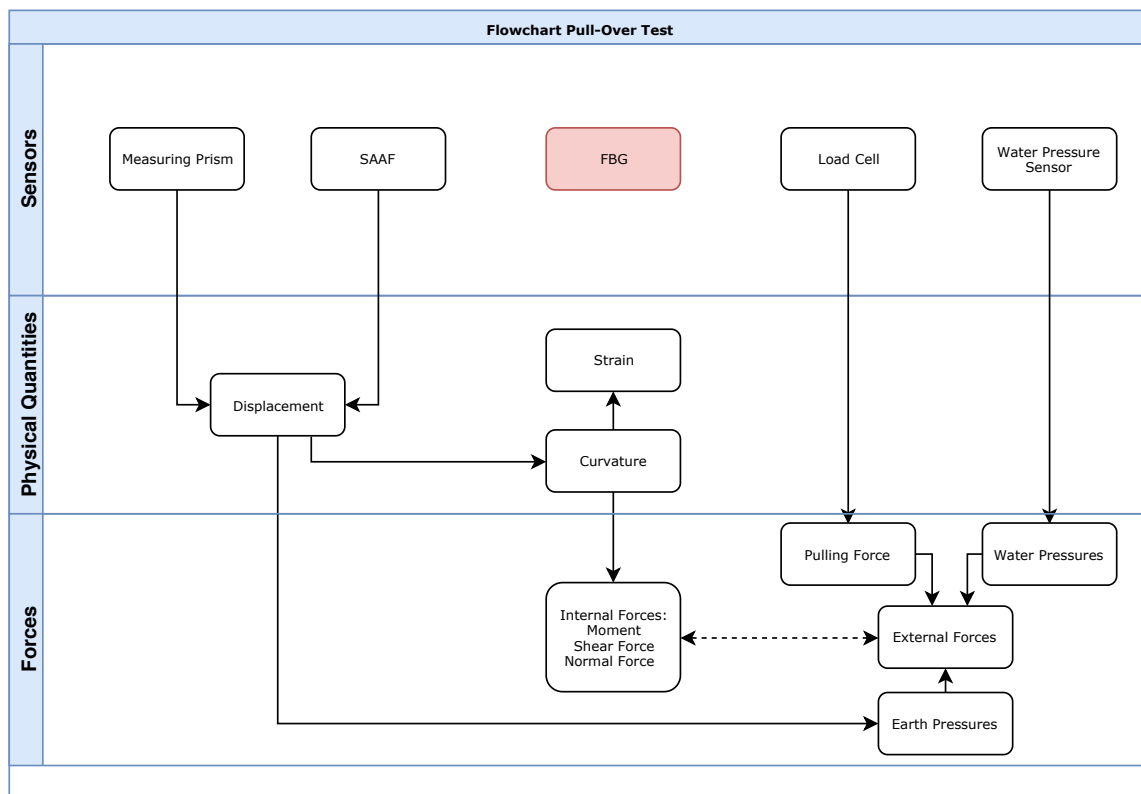 Flowchart Pull-Over Test
Sensors
Measuring Prism
SAAF
FBG
Load Cell
Water Pressure
Sensor
Physical Quantities
Strain
Displacement
Curvature
Forces
Pulling Force
Water Pressures
Internal Forces:
Moment
Shear Force
Normal Force
External Forces
Earth Pressures